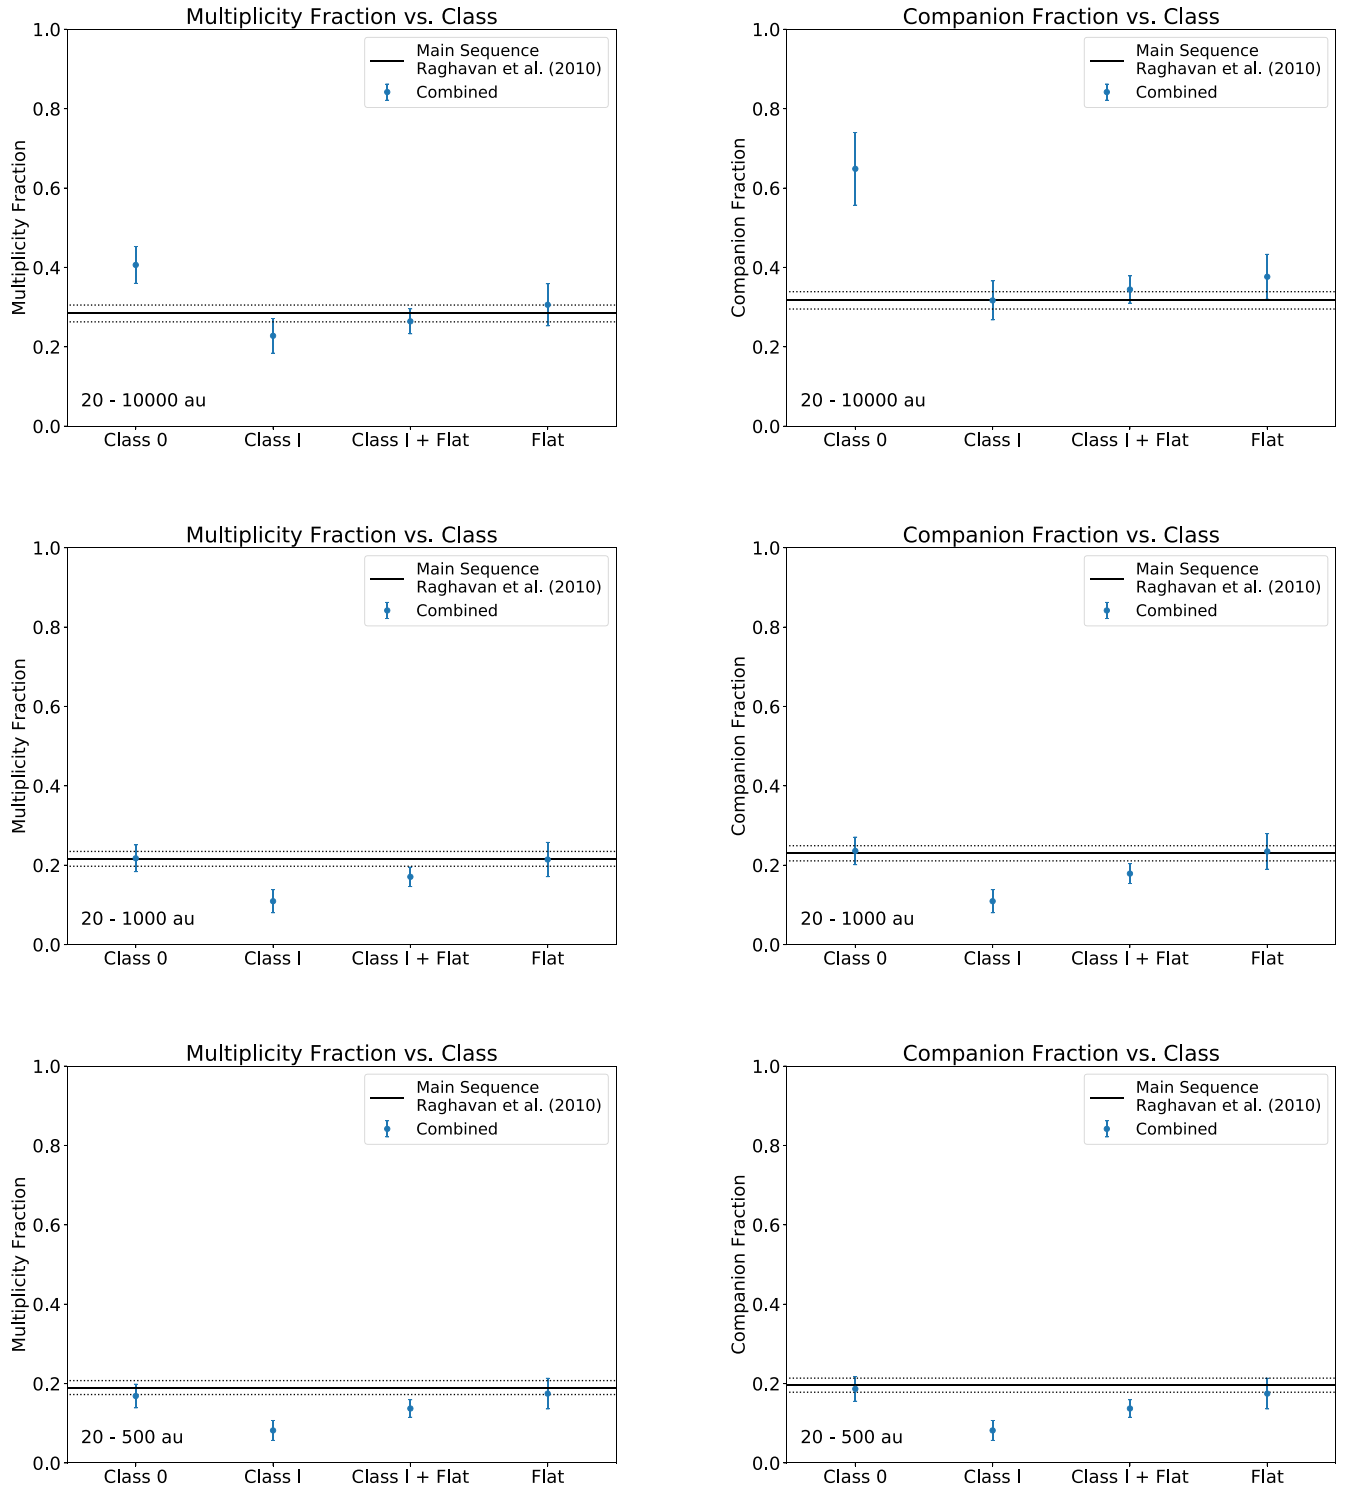 Multiplicity Fraction vs. Class
1.0
0.8
0.6
0.4
0.2
0.0
Multiplicity Fraction
Main Sequence
Raghavan et al. (2010)
Combined
20 - 10000 au
Class 0
Class I
Class I + Flat
Flat
Companion Fraction vs. Class
1.0
0.8
0.6
0.4
0.2
0.0
Companion Fraction
Main Sequence
Raghavan et al. (2010)
Combined
20 - 10000 au
Class 0
Class I
Class I + Flat
Flat
Multiplicity Fraction vs. Class
1.0
0.8
0.6
0.4
0.2
0.0
Multiplicity Fraction
Main Sequence
Raghavan et al. (2010)
Combined
20 - 1000 au
Class 0
Class I
Class I + Flat
Flat
Companion Fraction vs. Class
1.0
0.8
0.6
0.4
0.2
0.0
Companion Fraction
Main Sequence
Raghavan et al. (2010)
Combined
20 - 1000 au
Class 0
Class I
Class I + Flat
Flat
Multiplicity Fraction vs. Class
1.0
0.8
0.6
0.4
0.2
0.0
Multiplicity Fraction
Main Sequence
Raghavan et al. (2010)
Combined
20 - 500 au
Class 0
Class I
Class I + Flat
Flat
Companion Fraction vs. Class
1.0
0.8
0.6
0.4
0.2
0.0
Companion Fraction
Main Sequence
Raghavan et al. (2010)
Combined
20 - 500 au
Class 0
Class I
Class I + Flat
Flat